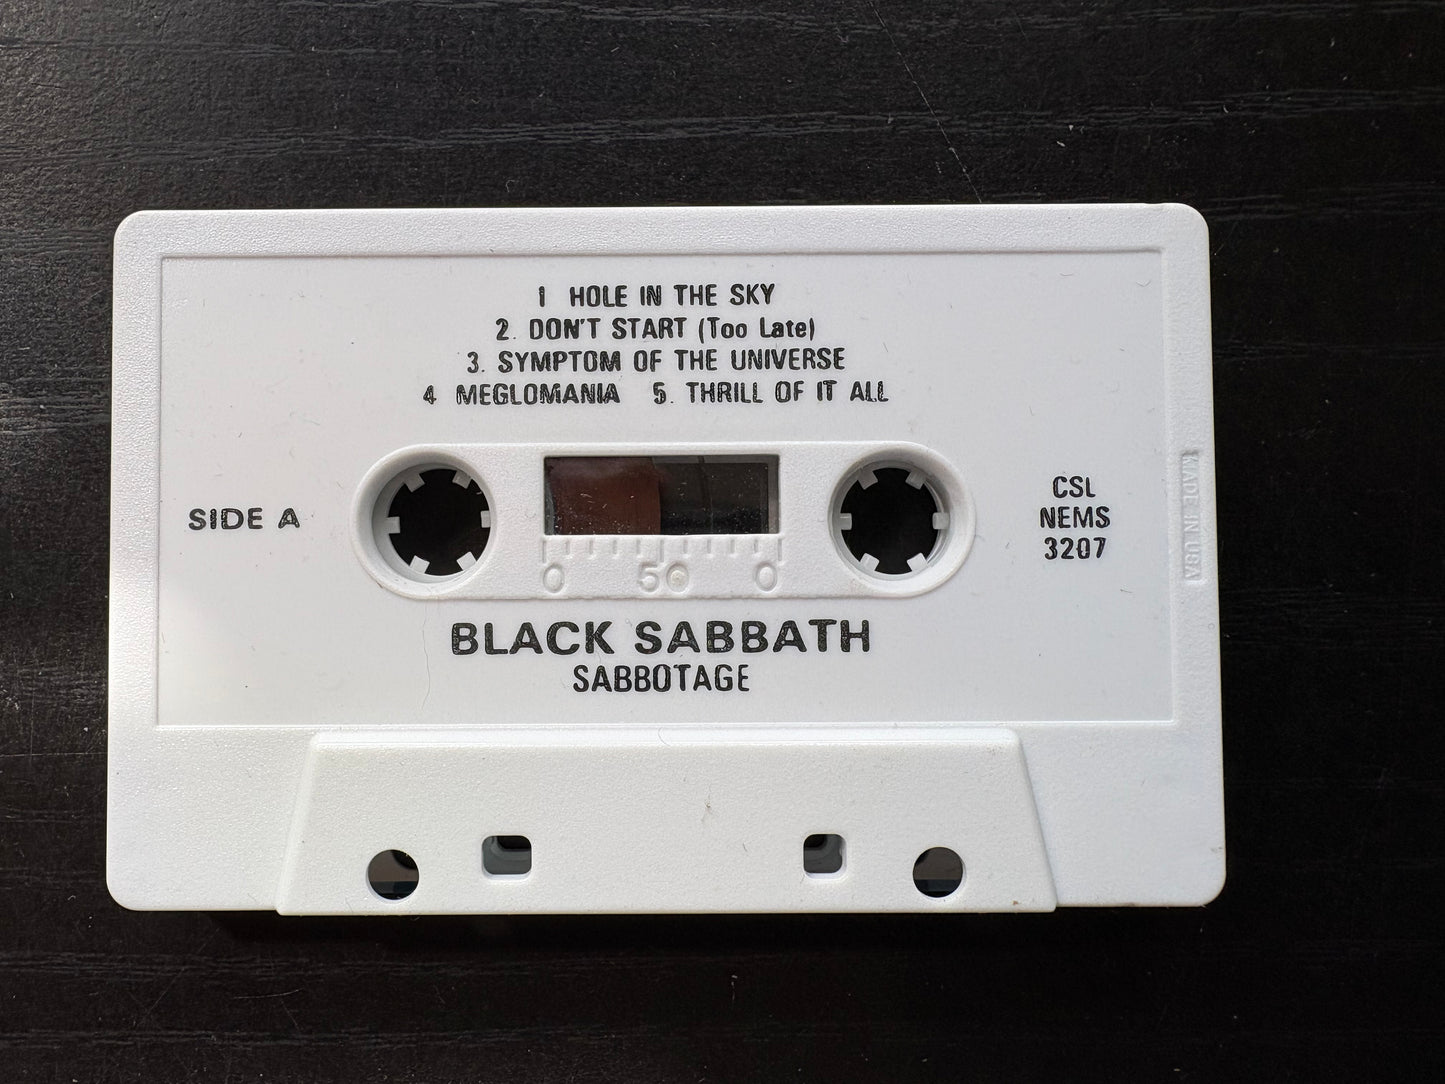 1 HOLE IN THE SKY
2. DON'T START (Too Late)
3. SYMPTOM OF THE UNIVERSE
4 MEGLOMANIA 5. THRILL OF IT ALL
SIDE A
0 50 0
CSL
NEMS
3207
MADE IN USA
BLACK SABBATH
SABBOTAGE